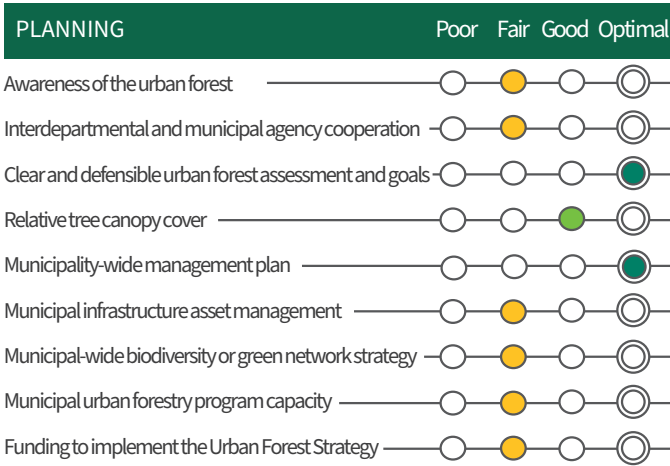 PLANNING Poor Fair Good Optimal
Awareness of the urban forest
Interdepartmental and municipal agency cooperation
Clear and defensible urban forest assessment and goals
Relative tree canopy cover
Municipality-wide management plan
Municipal infrastructure asset management
Municipal-wide biodiversity or green network strategy
Municipal urban forestry program capacity
Funding to implement the Urban Forest Strategy